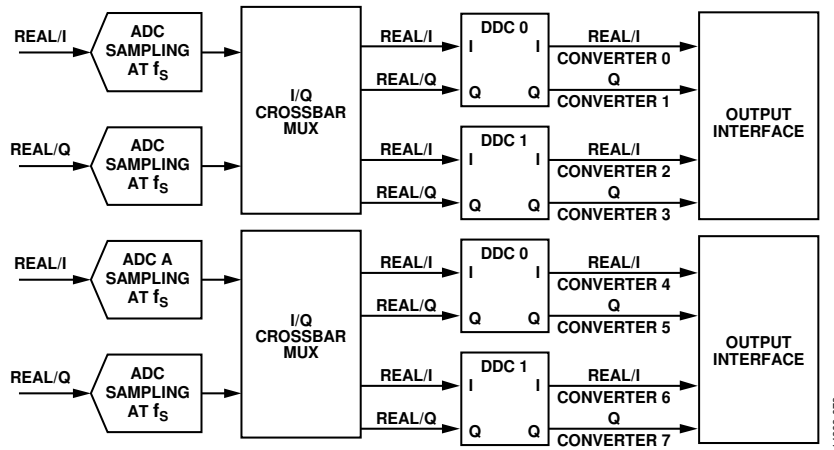 REAL/I
ADC
SAMPLING
AT fS
REAL/Q
ADC
SAMPLING
AT fS
I/Q
CROSSBAR
MUX
REAL/I
REAL/Q
REAL/I
REAL/Q
DDC 0
I I
Q Q
DDC 1
I I
Q Q
REAL/I
CONVERTER 0
Q
CONVERTER 1
REAL/I
CONVERTER 2
Q
CONVERTER 3
OUTPUT
INTERFACE
REAL/I
ADC A
SAMPLING
AT fS
REAL/Q
ADC
SAMPLING
AT fS
I/Q
CROSSBAR
MUX
REAL/I
REAL/Q
REAL/I
REAL/Q
DDC 0
I I
Q Q
DDC 1
I I
Q Q
REAL/I
CONVERTER 4
Q
CONVERTER 5
REAL/I
CONVERTER 6
Q
CONVERTER 7
OUTPUT
INTERFACE